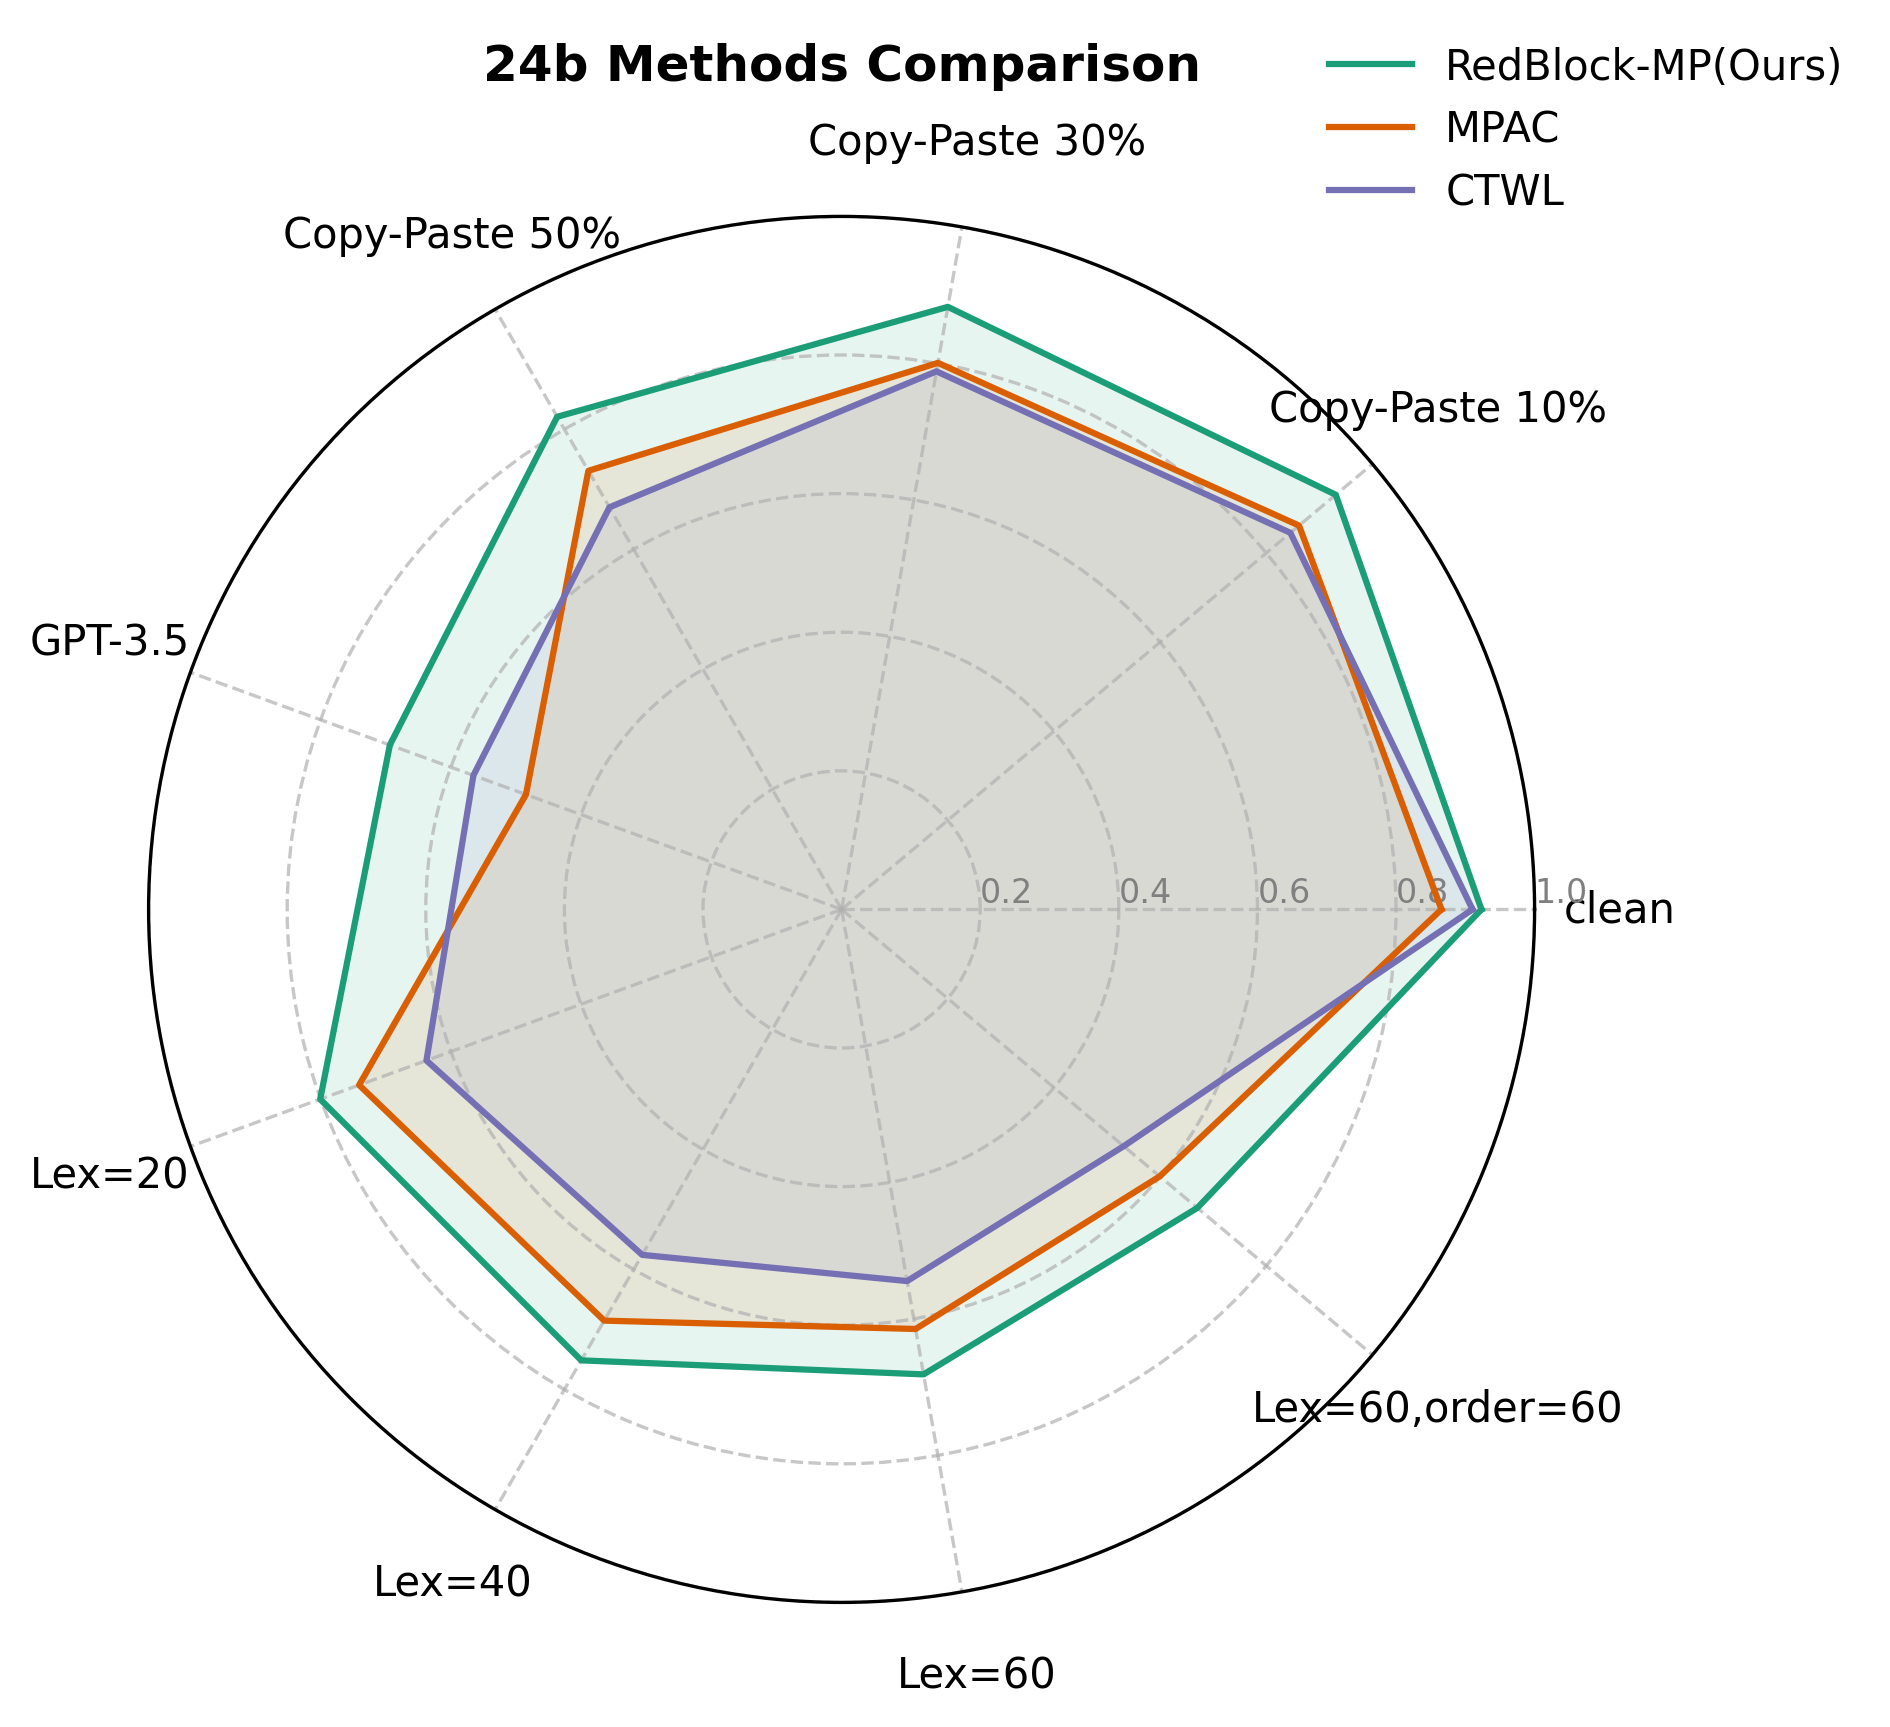 24b Methods Comparison
RedBlock-MP(Ours)
MPAC
CTWL
Copy-Paste 30%
Copy-Paste 50%
Copy-Paste 10%
GPT-3.5
0.2
0.4
0.6
0.8
1.0
clean
Lex=20
Lex=60,order=60
Lex=40
Lex=60